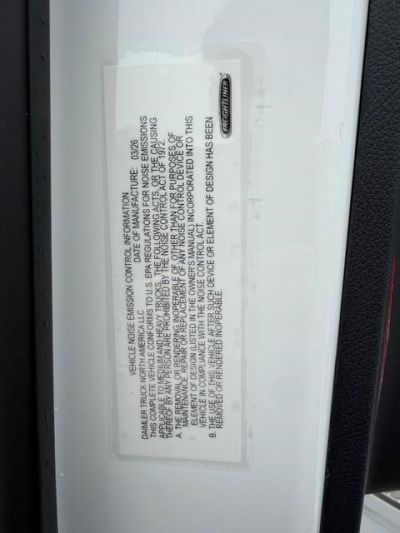 VEHICLE NOISE EMISSION CONTROL INFORMATION
DAIMLER TRUCK NORTH AMERICA LLC DATE OF MANUFACTURE: 03/26
THIS COMPLETE VEHICLE CONFORMS TO U.S. EPA REGULATIONS FOR NOISE EMISSIONS
APPLICABLE TO MEDIUM AND HEAVY TRUCKS. THE FOLLOWING ACTS, OR THE CAUSING
THEREOF BY ANY PERSON ARE PROHIBITED BY THE NOISE CONTROL ACT OF 1972.
A. THE REMOVAL OR RENDERING INOPERABLE OF OTHER THAN FOR PURPOSES OF
MAINTENANCE, REPAIR OR REPLACEMENT OF ANY NOISE CONTROL DEVICE OR
ELEMENT OF DESIGN (LISTED IN THE OWNER'S MANUAL) INCORPORATED INTO THIS
VEHICLE IN COMPLIANCE WITH THE NOISE CONTROL ACT
B. THE USE OF THIS VEHICLE AFTER SUCH DEVICE OR ELEMENT OF DESIGN HAS BEEN
REMOVED OR RENDERED INOPERABLE.
FREIGHTLINER